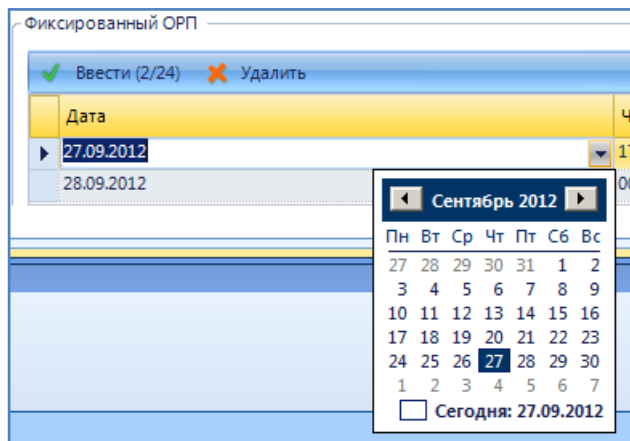 Фиксированный ОРП
Ввести (2/24) Удалить
Дата
27.09.2012 17
28.09.2012
Сентябрь 2012
Пн Вт Ср Чт Пт Сб Вс
27 28 29 30 31 1 2
3 4 5 6 7 8 9
10 11 12 13 14 15 16
17 18 19 20 21 22 23
24 25 26 27 28 29 30
1 2 3 4 5 6 7
Сегодня: 27.09.2012